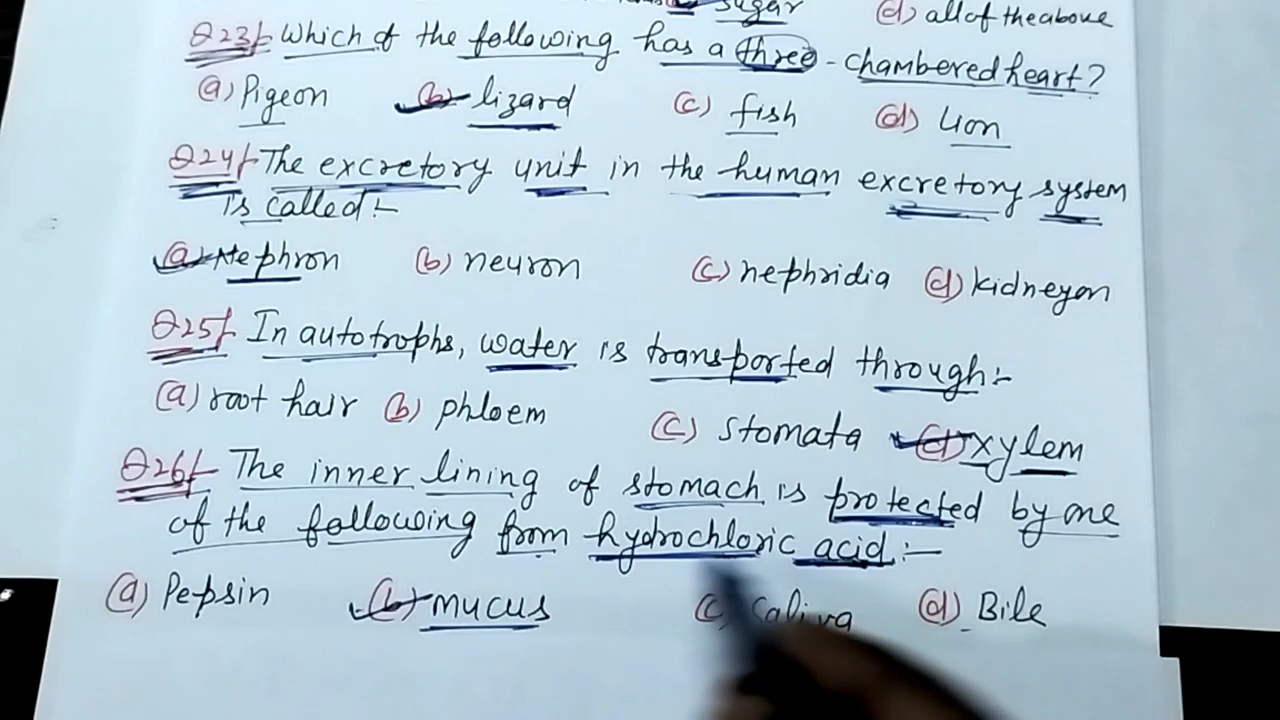 sugar (d) all of the above
Q23/- Which of the following has a three-chambered heart?
(a) Pigeon (b) lizard (c) fish (d) Lion
Q24/- The excretory unit in the human excretory system
is called:-
(a) Nephron (b) neuron (c) nephridia (d) kidneyon
Q25/- In autotrophs, water is transported through:-
(a) root hair (b) phloem (c) Stomata (d) xylem
Q26/- The inner lining of stomach is protected by one
of the following from hydrochloric acid:-
(a) Pepsin (b) mucus (c) Saliva (d) Bile